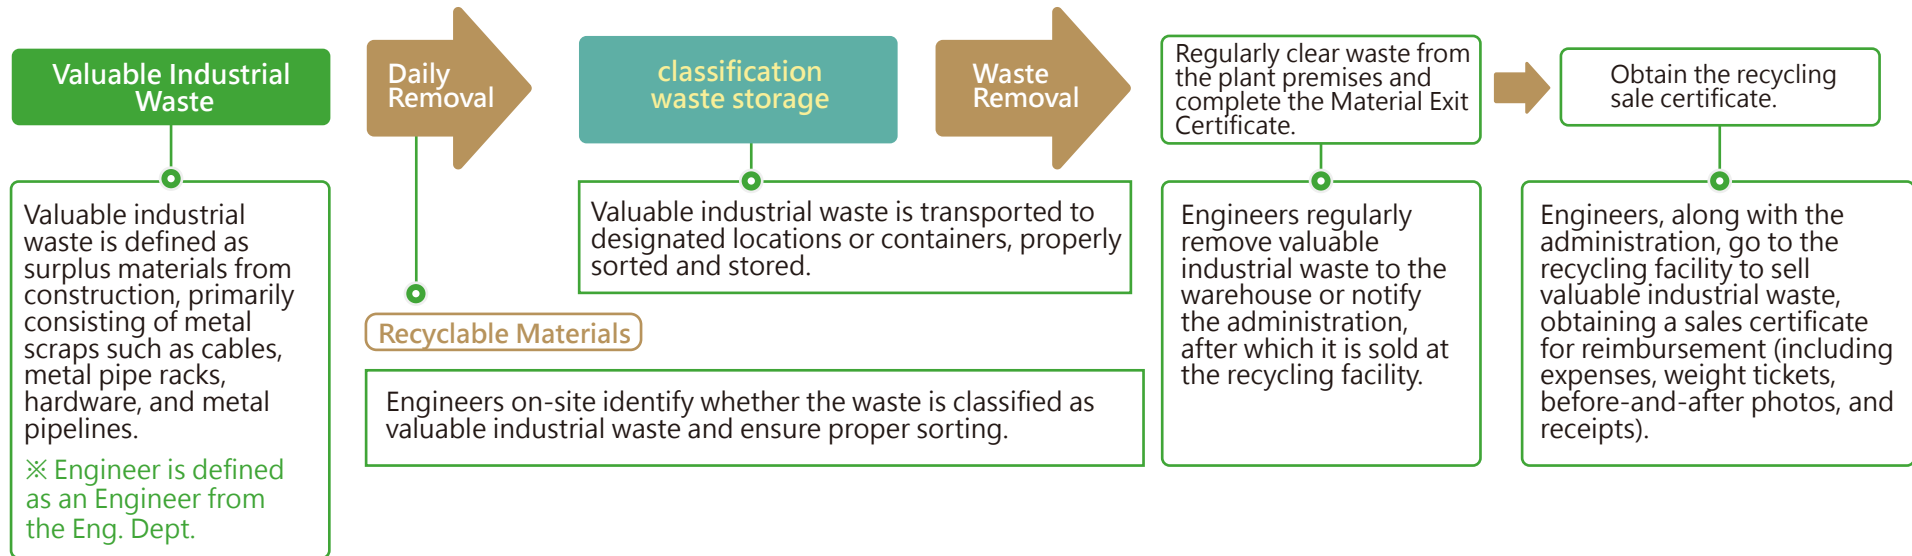 Valuable Industrial
Waste
Daily
Removal
classification
waste storage
Waste
Removal
Regularly clear waste from
the plant premises and
complete the Material Exit
Certificate.
Obtain the recycling
sale certificate.
Valuable industrial
waste is defined as
surplus materials from
construction, primarily
consisting of metal
scraps such as cables,
metal pipe racks,
hardware, and metal
pipelines.
※ Engineer is defined
as an Engineer from
the Eng. Dept.
Recyclable Materials
Engineers on-site identify whether the waste is classified as
valuable industrial waste and ensure proper sorting.
Valuable industrial waste is transported to
designated locations or containers, properly
sorted and stored.
Engineers regularly
remove valuable
industrial waste to the
warehouse or notify
the administration,
after which it is sold at
the recycling facility.
Engineers, along with the
administration, go to the
recycling facility to sell
valuable industrial waste,
obtaining a sales certificate
for reimbursement (including
expenses, weight tickets,
before-and-after photos, and
receipts).